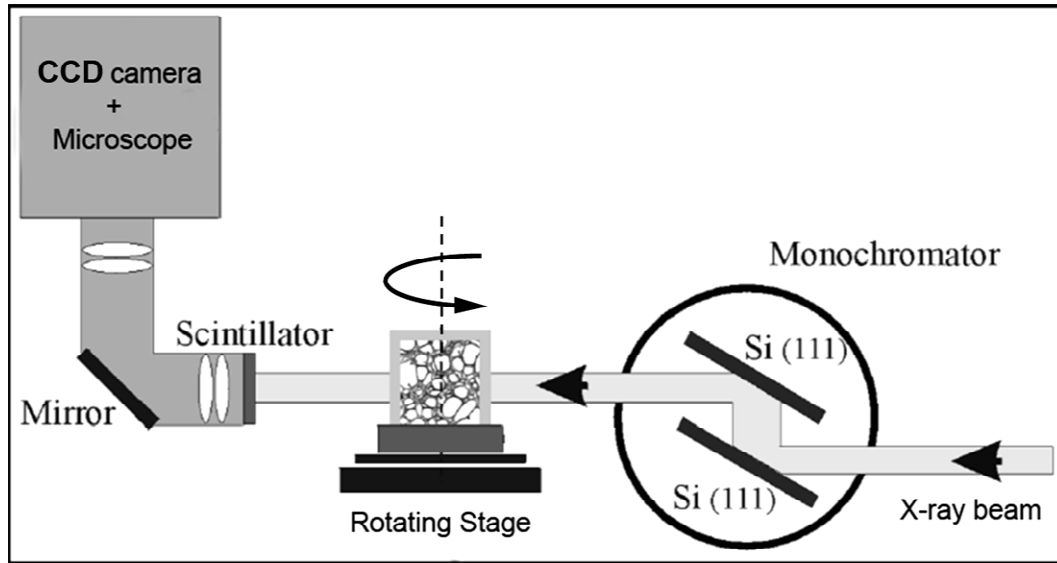 CCD camera
+
Microscope
Monochromator
Scintillator
Si (111)
Mirror
Si (111)
X-ray beam
Rotating Stage